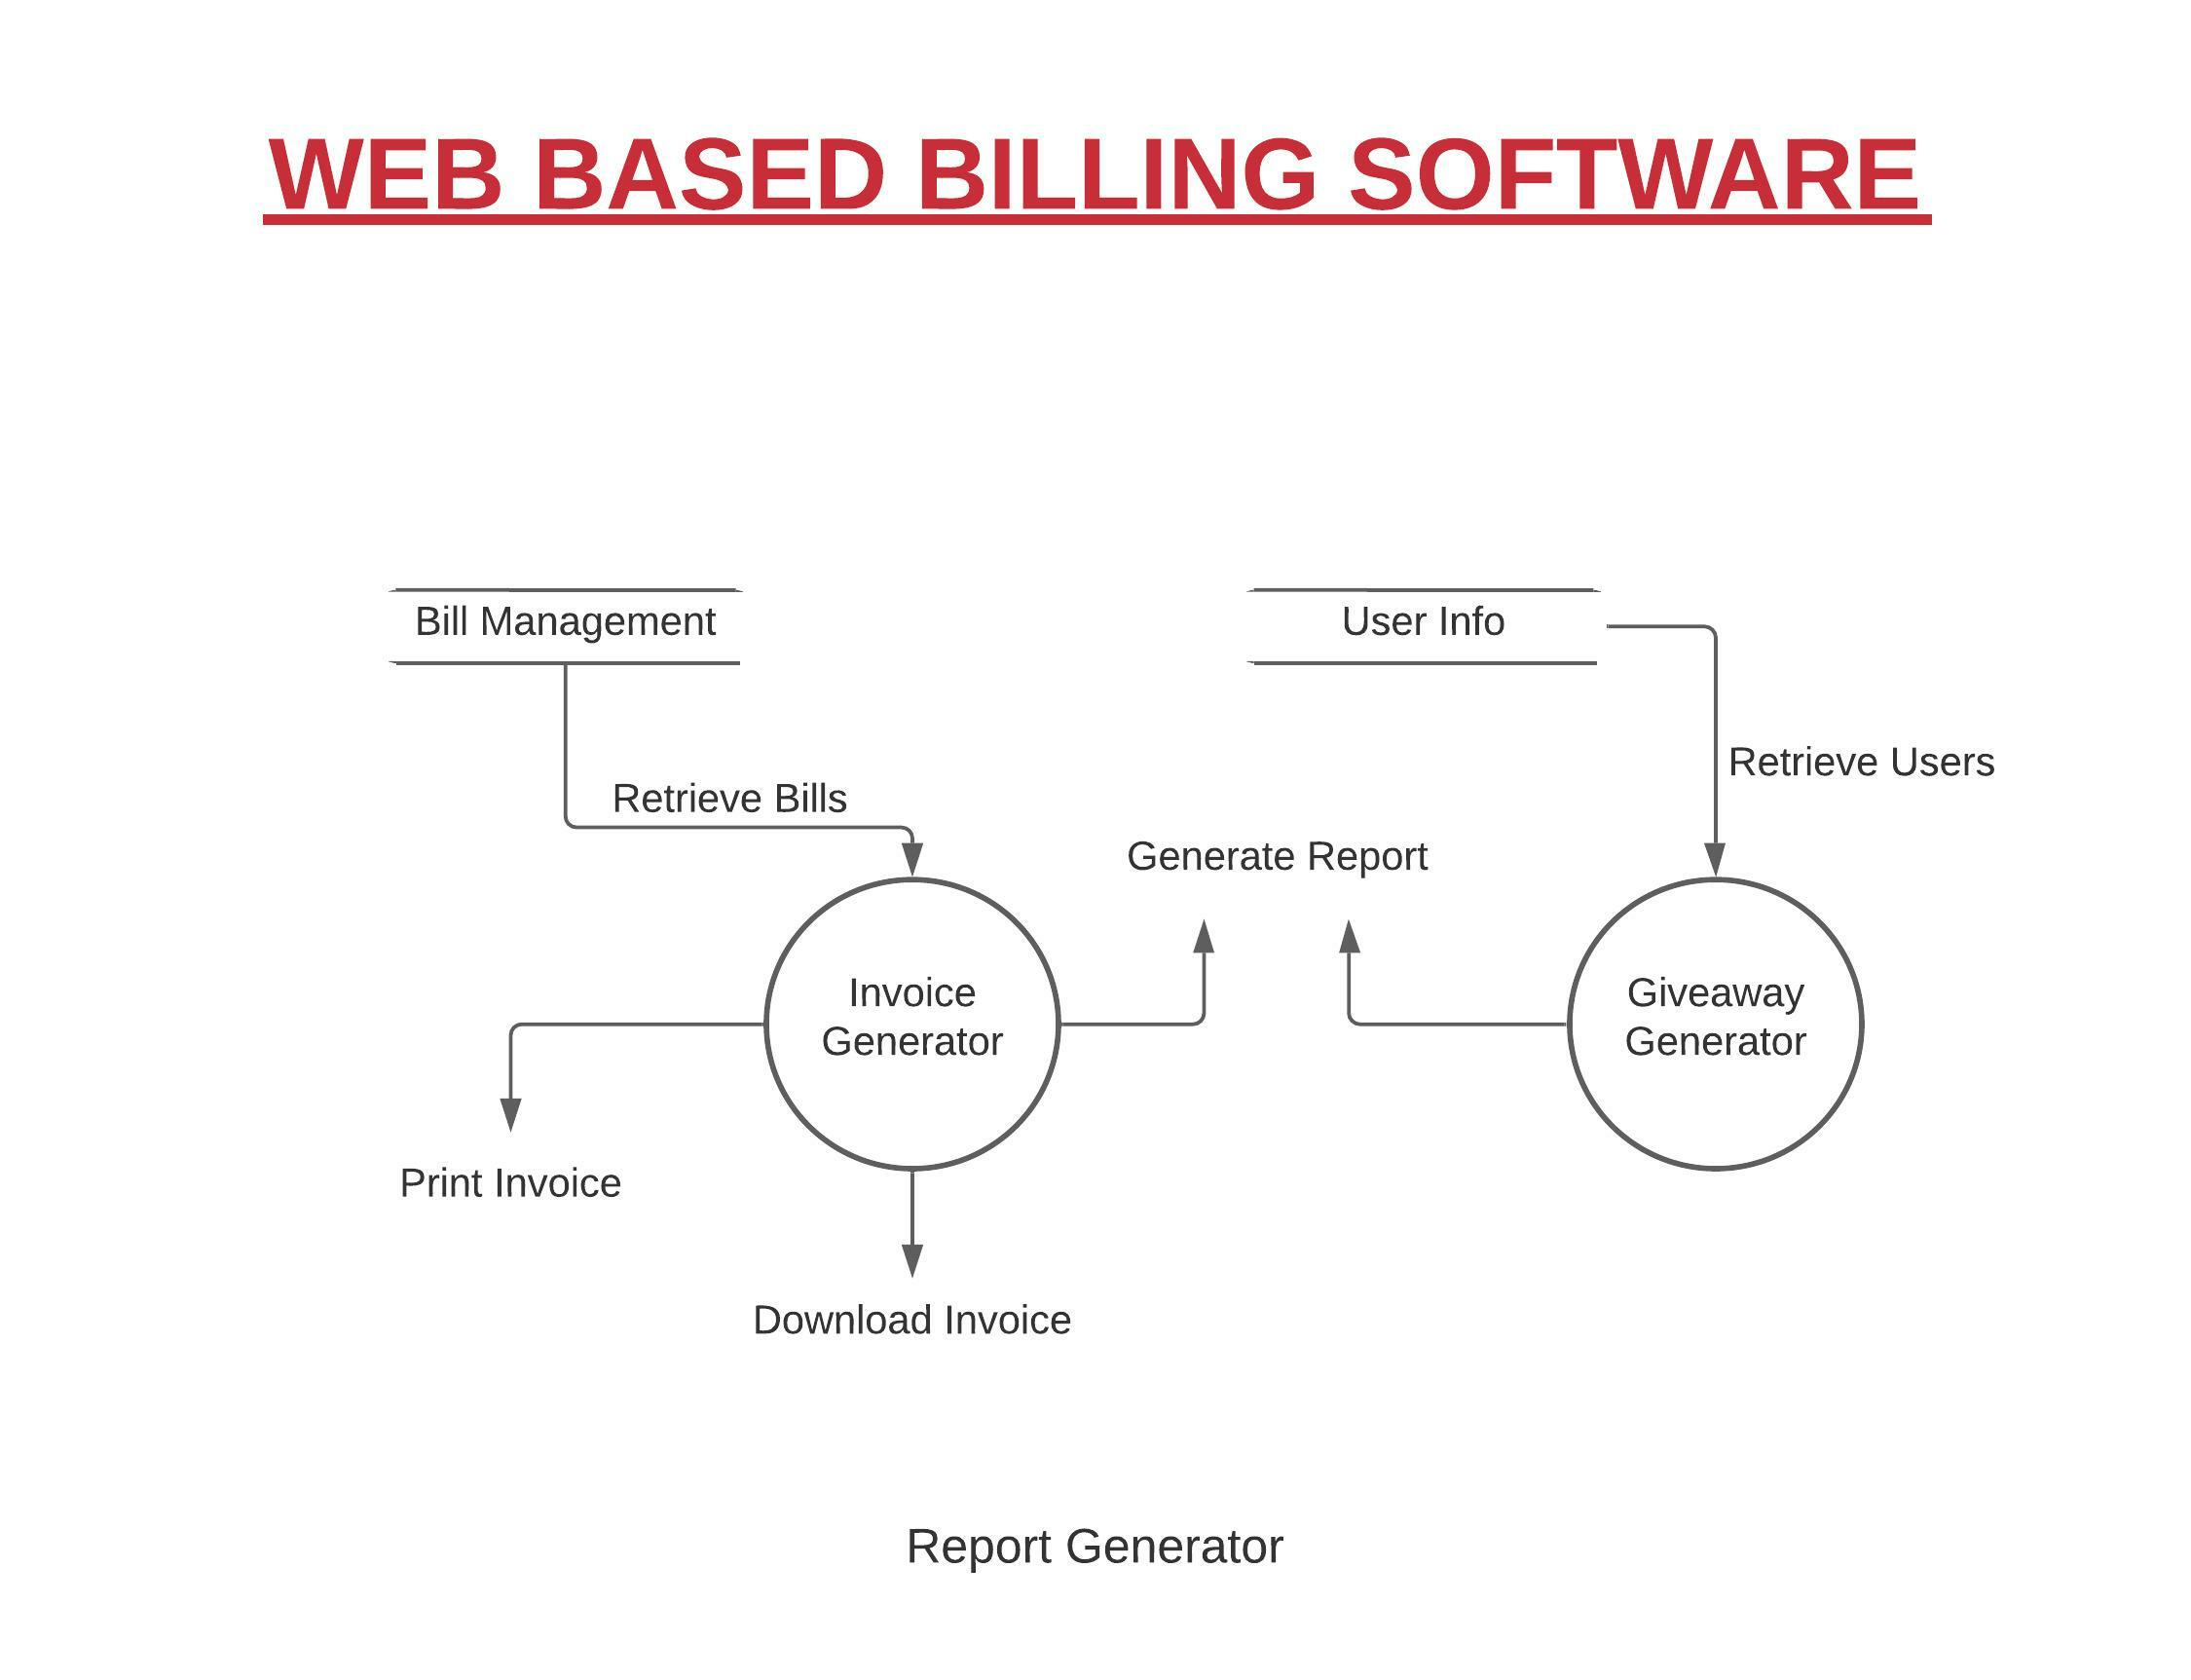 WEB BASED BILLING SOFTWARE
Bill Management
User Info
Retrieve Users
Retrieve Bills
Generate Report
Invoice
Generator
Giveaway
Generator
Print Invoice
Download Invoice
Report Generator